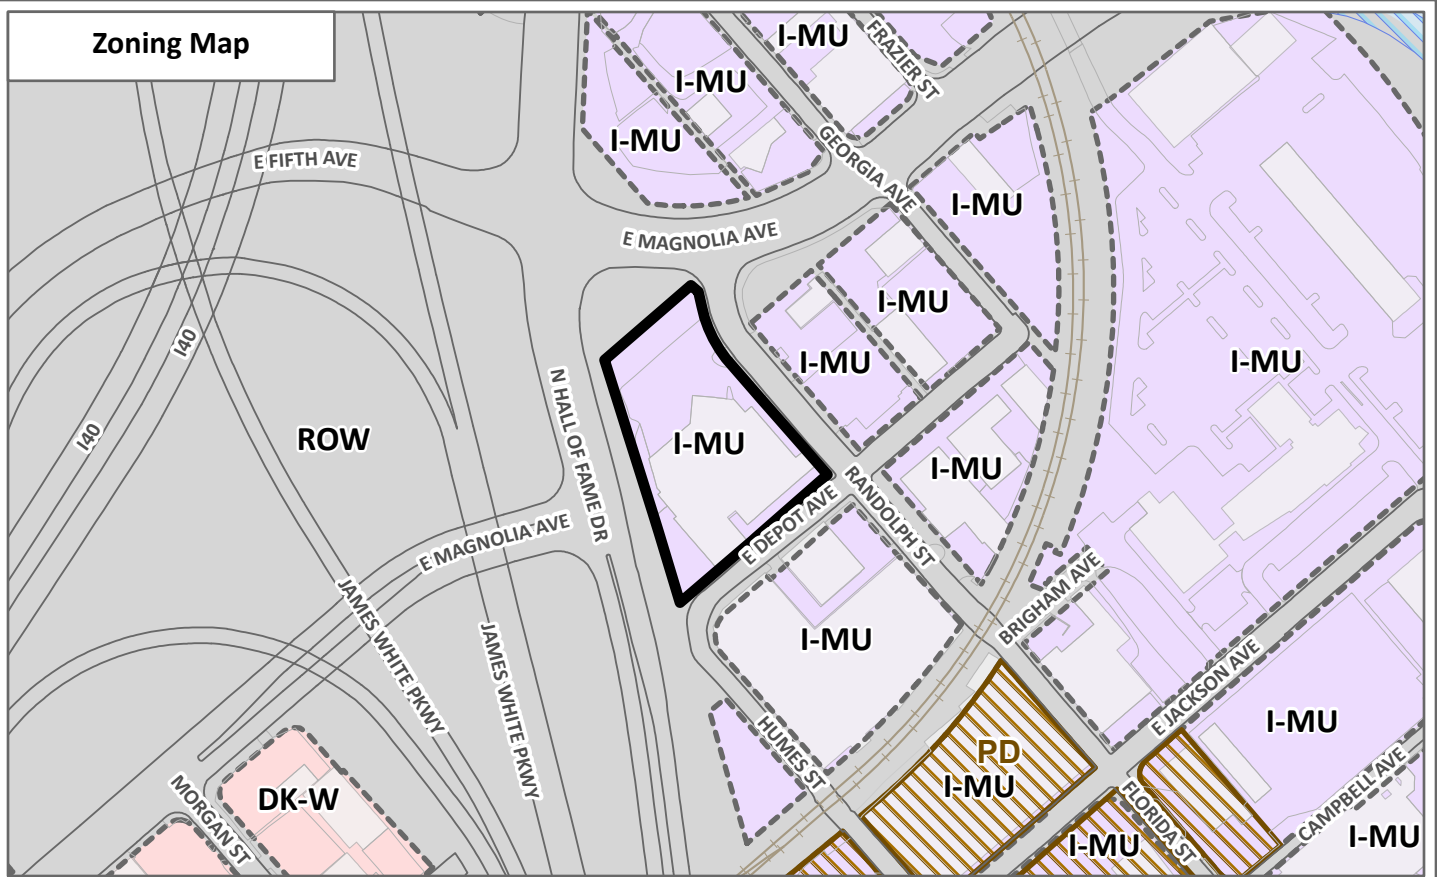 Zoning Map
I-MU
FRAZIER ST
I-MU
I-MU
E FIFTH AVE
GEORGIA AVE
I-MU
E MAGNOLIA AVE
I-MU
I40
I-MU
I-MU
N HALL OF FAME DR
I40
ROW
I-MU
I-MU
RANDOLPH ST
E DEPOT AVE
E MAGNOLIA AVE
BRIGHAM AVE
JAMES WHITE PKWY
I-MU
JAMES WHITE PKWY
E JACKSON AVE
I-MU
HUMES ST
PD
I-MU
DK-W
MORGAN ST
FLORIDA ST
CAMPBELL AVE
I-MU
I-MU